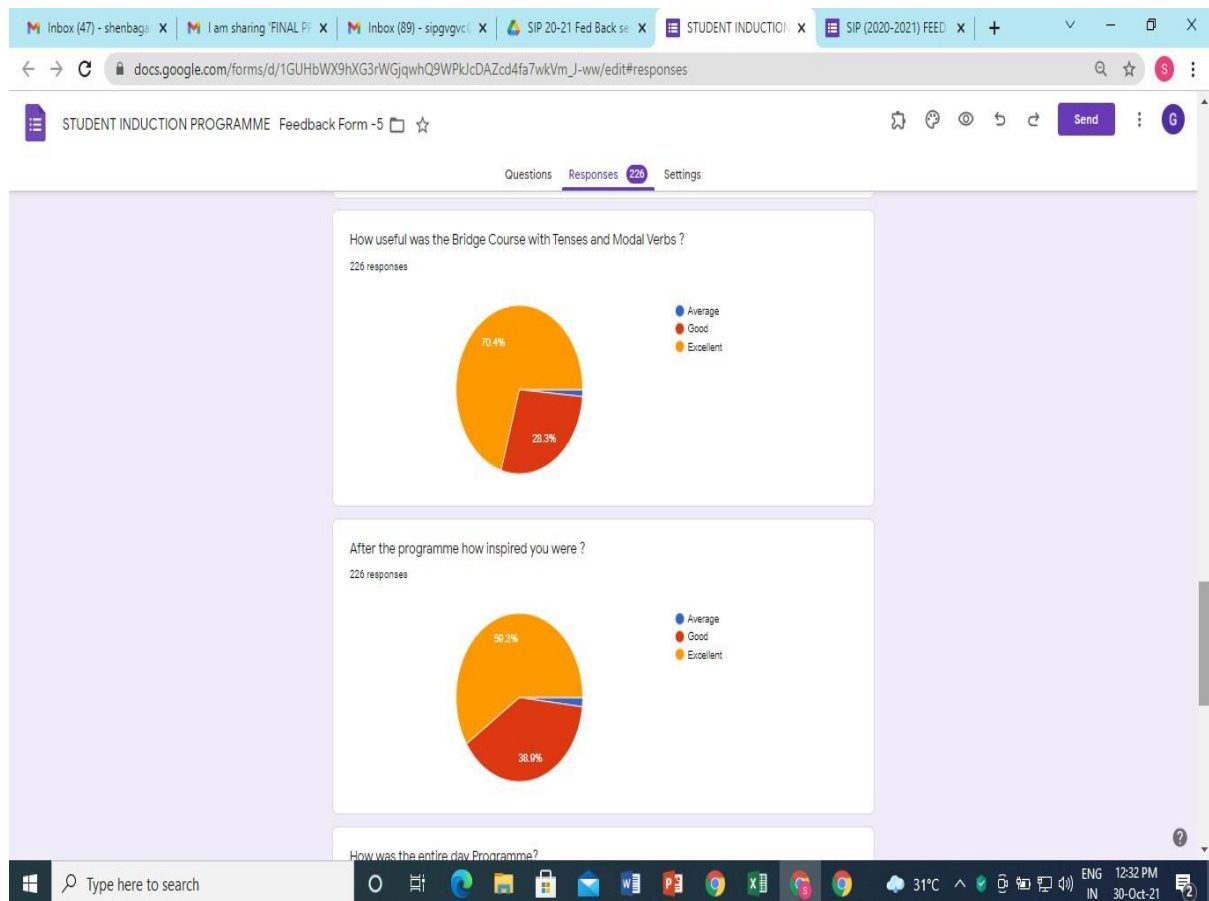 Inbox (47) - shenbaga
I am sharing 'FINAL PF
Inbox (89) - sipgvgvc(
SIP 20-21 Fed Back se
STUDENT INDUCTION
SIP (2020-2021) FEED
docs.google.com/forms/d/1GUHbWX9hXG3rWGjqwhQ9WPkJcDAZcd4fa7wkVm_J-ww/edit#responses
S
STUDENT INDUCTION PROGRAMME Feedback Form -5
Send
G
Questions Responses 226 Settings
How useful was the Bridge Course with Tenses and Modal Verbs ?
226 responses
70.4%
28.3%
Average
Good
Excellent
After the programme how inspired you were ?
226 responses
59.3%
38.9%
Average
Good
Excellent
How was the entire day Programme?
Type here to search
31°C
ENG
IN
12:32 PM
30-Oct-21
2